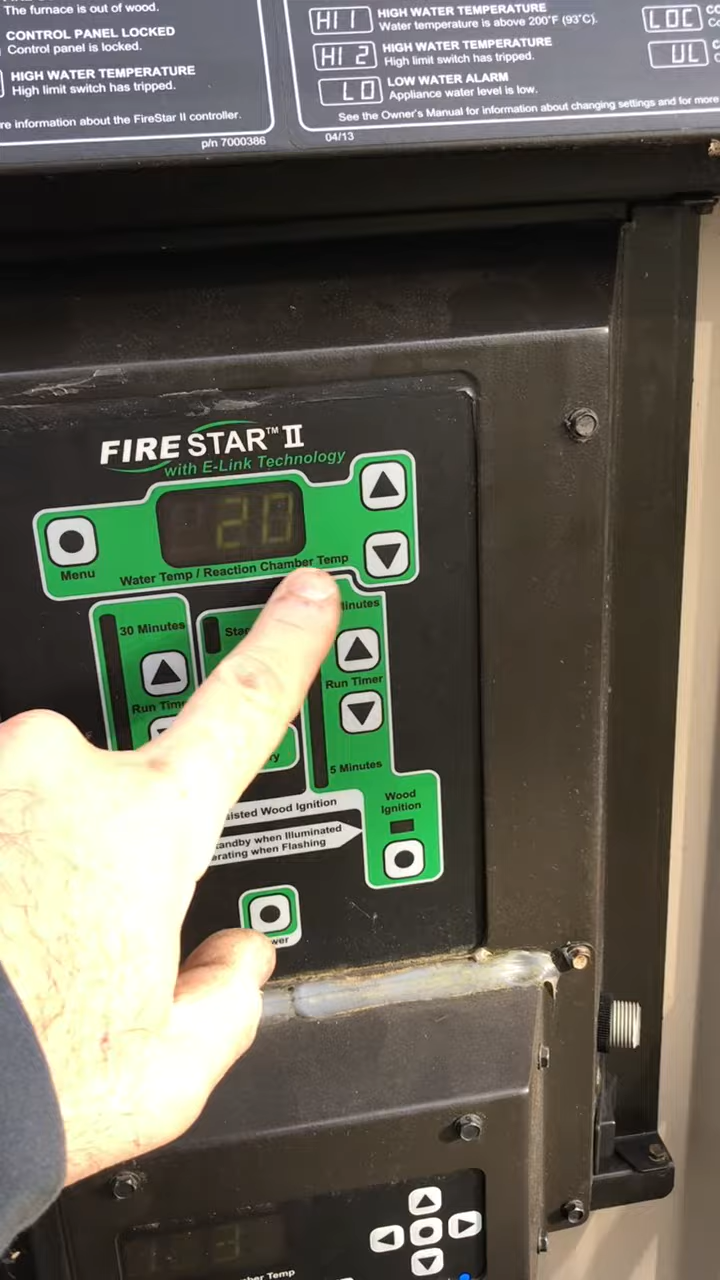 The furnace is out of wood.
CONTROL PANEL LOCKED
Control panel is locked.
HIGH WATER TEMPERATURE
High limit switch has tripped.
re information about the FireStar II controller.
p/n 7000386
HI 1 HIGH WATER TEMPERATURE
Water temperature is above 200°F (93°C).
HI 2 HIGH WATER TEMPERATURE
High limit switch has tripped.
LO LOW WATER ALARM
Appliance water level is low.
LOC
UL
See the Owner's Manual for information about changing settings and for more
04/13
FIRE STAR™ II
with E-Link Technology
20
Menu
Water Temp / Reaction Chamber Temp
30 Minutes
Run Timer
Minutes
Run Timer
5 Minutes
sisted Wood Ignition
andby when Illuminated
erating when Flashing
Wood
Ignition
wer
3
ber Temp